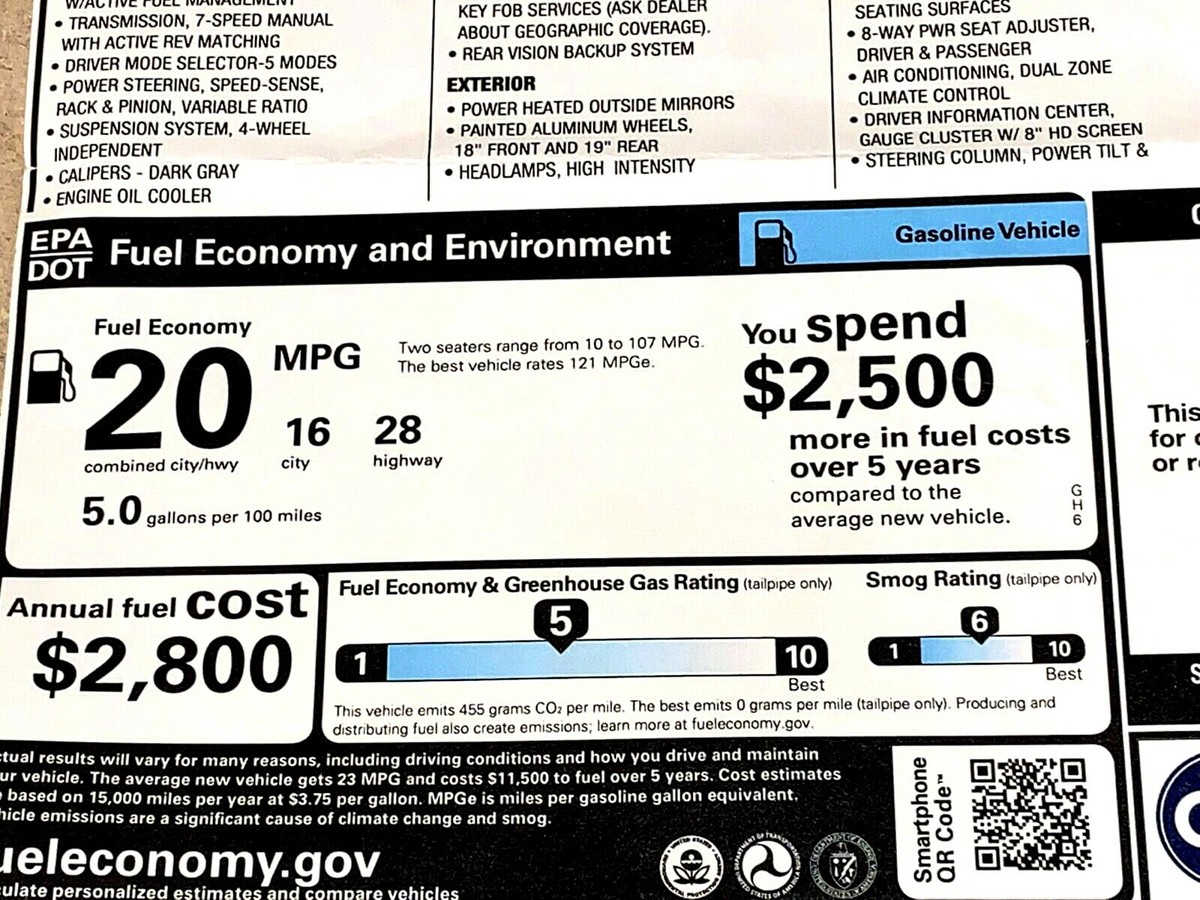 W/ACTIVE FUEL MANAGEMENT
• TRANSMISSION, 7-SPEED MANUAL
WITH ACTIVE REV MATCHING
• DRIVER MODE SELECTOR-5 MODES
• POWER STEERING, SPEED-SENSE,
RACK & PINION, VARIABLE RATIO
• SUSPENSION SYSTEM, 4-WHEEL
INDEPENDENT
• CALIPERS - DARK GRAY
• ENGINE OIL COOLER
KEY FOB SERVICES (ASK DEALER
ABOUT GEOGRAPHIC COVERAGE).
• REAR VISION BACKUP SYSTEM
EXTERIOR
• POWER HEATED OUTSIDE MIRRORS
• PAINTED ALUMINUM WHEELS,
18" FRONT AND 19" REAR
• HEADLAMPS, HIGH INTENSITY
SEATING SURFACES
• 8-WAY PWR SEAT ADJUSTER,
DRIVER & PASSENGER
• AIR CONDITIONING, DUAL ZONE
CLIMATE CONTROL
• DRIVER INFORMATION CENTER,
GAUGE CLUSTER W/ 8" HD SCREEN
• STEERING COLUMN, POWER TILT &
EPA
DOT
Fuel Economy and Environment
Gasoline Vehicle
Fuel Economy
20 MPG
combined city/hwy
16
city
28
highway
5.0 gallons per 100 miles
Two seaters range from 10 to 107 MPG.
The best vehicle rates 121 MPGe.
You spend
$2,500
more in fuel costs
over 5 years
compared to the
average new vehicle.
G
H
6
Annual fuel cost
$2,800
Fuel Economy & Greenhouse Gas Rating (tailpipe only)
5
1
10
Best
Smog Rating (tailpipe only)
6
1
10
Best
This vehicle emits 455 grams CO₂ per mile. The best emits 0 grams per mile (tailpipe only). Producing and
distributing fuel also create emissions; learn more at fueleconomy.gov.
ctual results will vary for many reasons, including driving conditions and how you drive and maintain
ur vehicle. The average new vehicle gets 23 MPG and costs $11,500 to fuel over 5 years. Cost estimates
e based on 15,000 miles per year at $3.75 per gallon. MPGe is miles per gasoline gallon equivalent.
hicle emissions are a significant cause of climate change and smog.
ueleconomy.gov
culate personalized estimates and compare vehicles
Smartphone
QR Code™
This
for
or